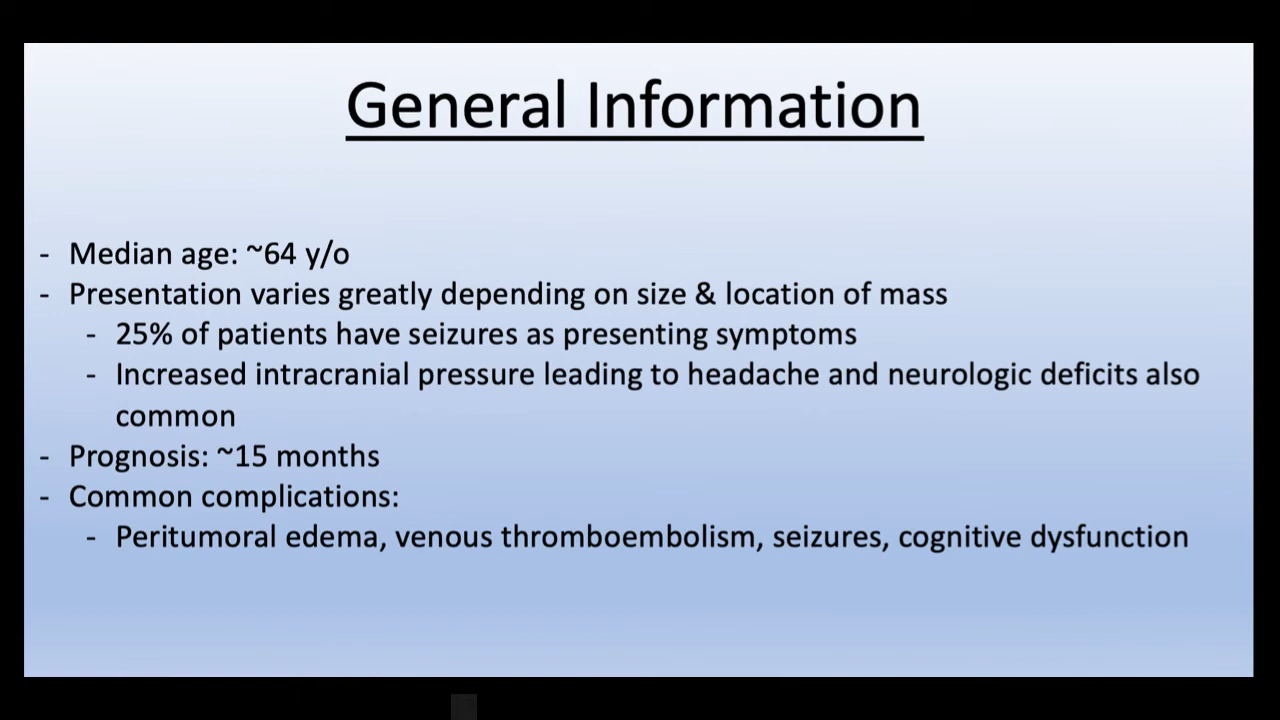 General Information
- Median age: ~64 y/o
- Presentation varies greatly depending on size & location of mass
- 25% of patients have seizures as presenting symptoms
- Increased intracranial pressure leading to headache and neurologic deficits also
common
- Prognosis: ~15 months
- Common complications:
- Peritumoral edema, venous thromboembolism, seizures, cognitive dysfunction